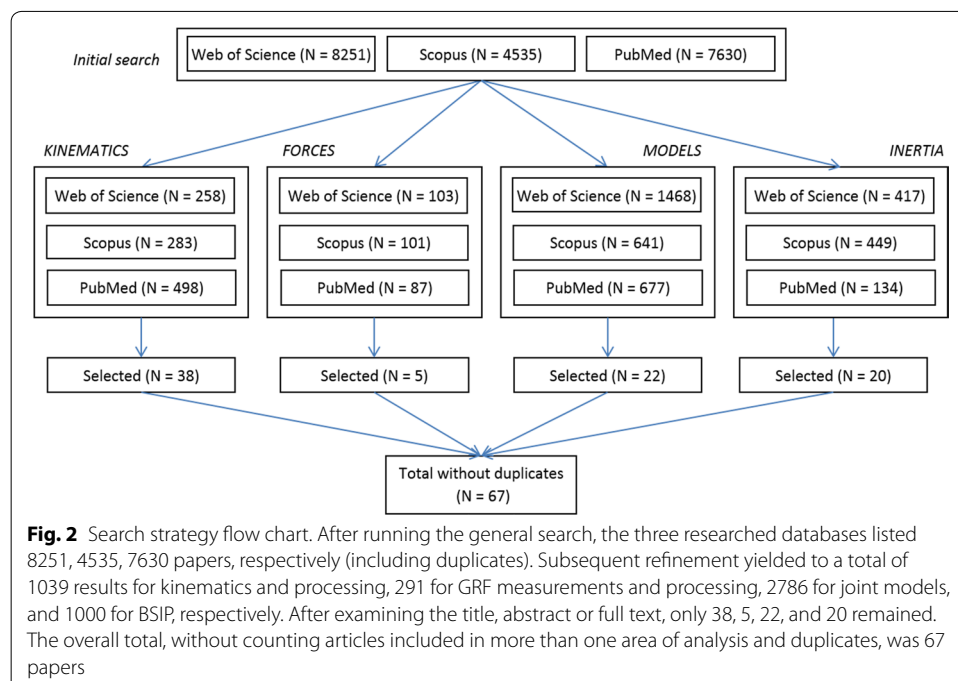 Initial search
Web of Science (N = 8251)
Scopus (N = 4535)
PubMed (N = 7630)
KINEMATICS
FORCES
MODELS
INERTIA
Web of Science (N = 258)
Scopus (N = 283)
PubMed (N = 498)
Web of Science (N = 103)
Scopus (N = 101)
PubMed (N = 87)
Web of Science (N = 1468)
Scopus (N = 641)
PubMed (N = 677)
Web of Science (N = 417)
Scopus (N = 449)
PubMed (N = 134)
Selected (N = 38)
Selected (N = 5)
Selected (N = 22)
Selected (N = 20)
Total without duplicates
(N = 67)
Fig. 2 Search strategy flow chart. After running the general search, the three researched databases listed
8251, 4535, 7630 papers, respectively (including duplicates). Subsequent refinement yielded to a total of
1039 results for kinematics and processing, 291 for GRF measurements and processing, 2786 for joint models,
and 1000 for BSIP, respectively. After examining the title, abstract or full text, only 38, 5, 22, and 20 remained.
The overall total, without counting articles included in more than one area of analysis and duplicates, was 67
papers